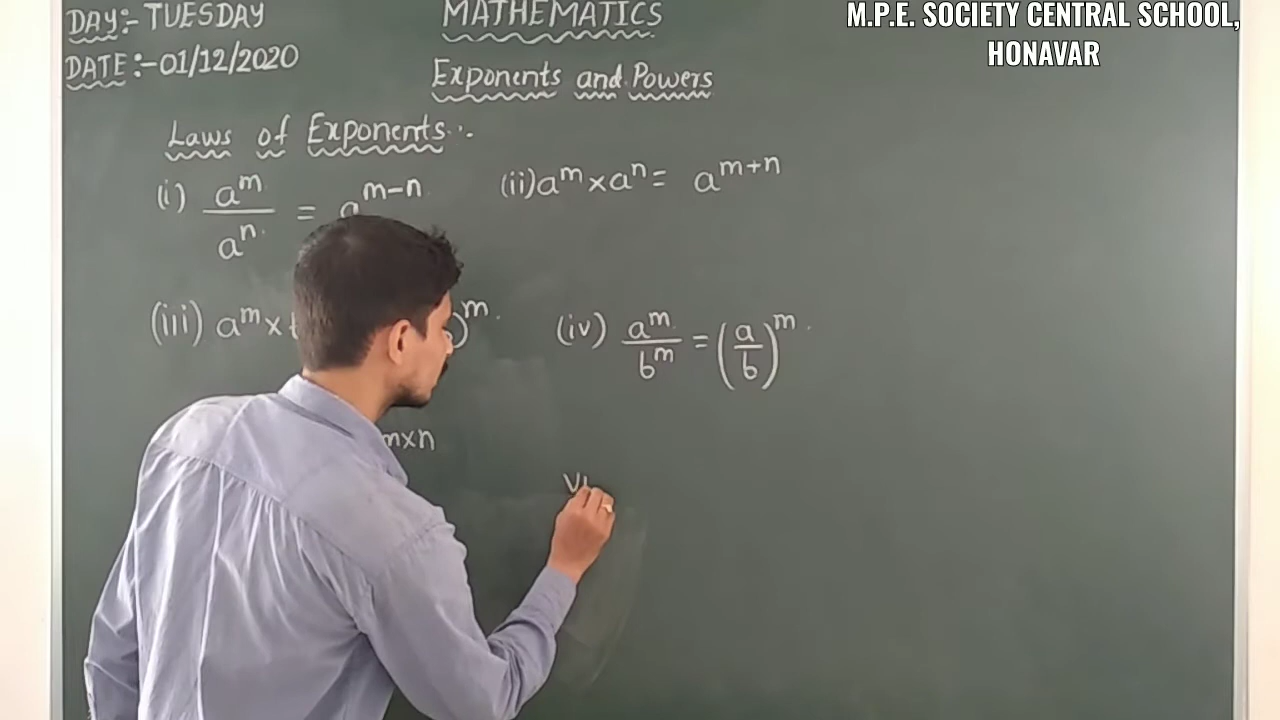 DAY:- TUESDAY
DATE:-01/12/2020
MATHEMATICS
Exponents and Powers
M.P.E. SOCIETY CENTRAL SCHOOL,
HONAVAR
Laws of Exponents:.
(i) a^m / a^n = a^(m-n)
(ii) a^m × a^n = a^(m+n)
(iii) a^m × )^m
(iv) a^m / b^m = (a/b)^m
m×n